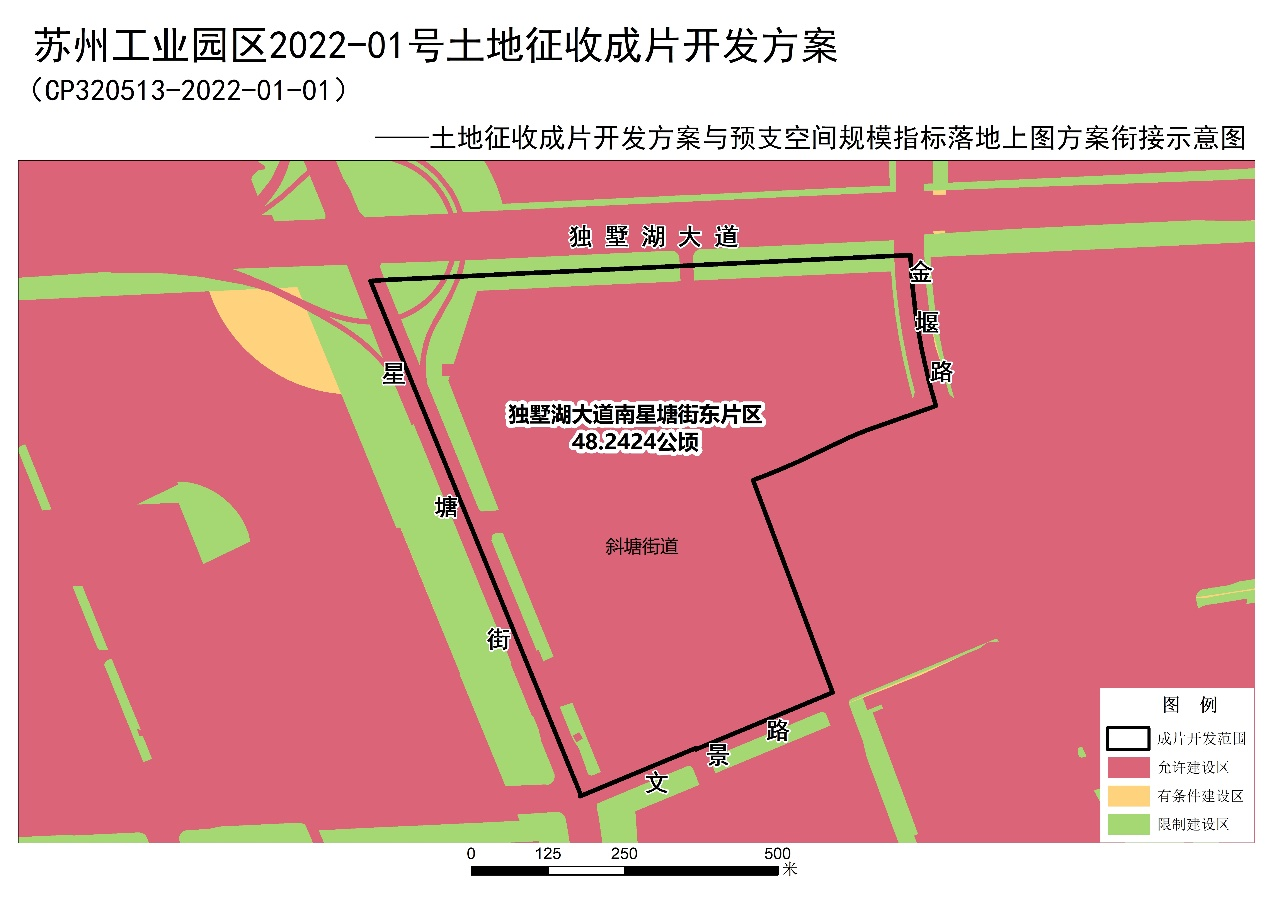 苏州工业园区2022-01号土地征收成片开发方案
（CP320513-2022-01-01）
——土地征收成片开发方案与预支空间规模指标落地上图方案衔接示意图
独墅湖大道
金堰路
星塘街
独墅湖大道南星塘街东片区
48.2424公顷
斜塘街道
文景路
图 例
成片开发范围
允许建设区
有条件建设区
限制建设区
0 125 250 500
米